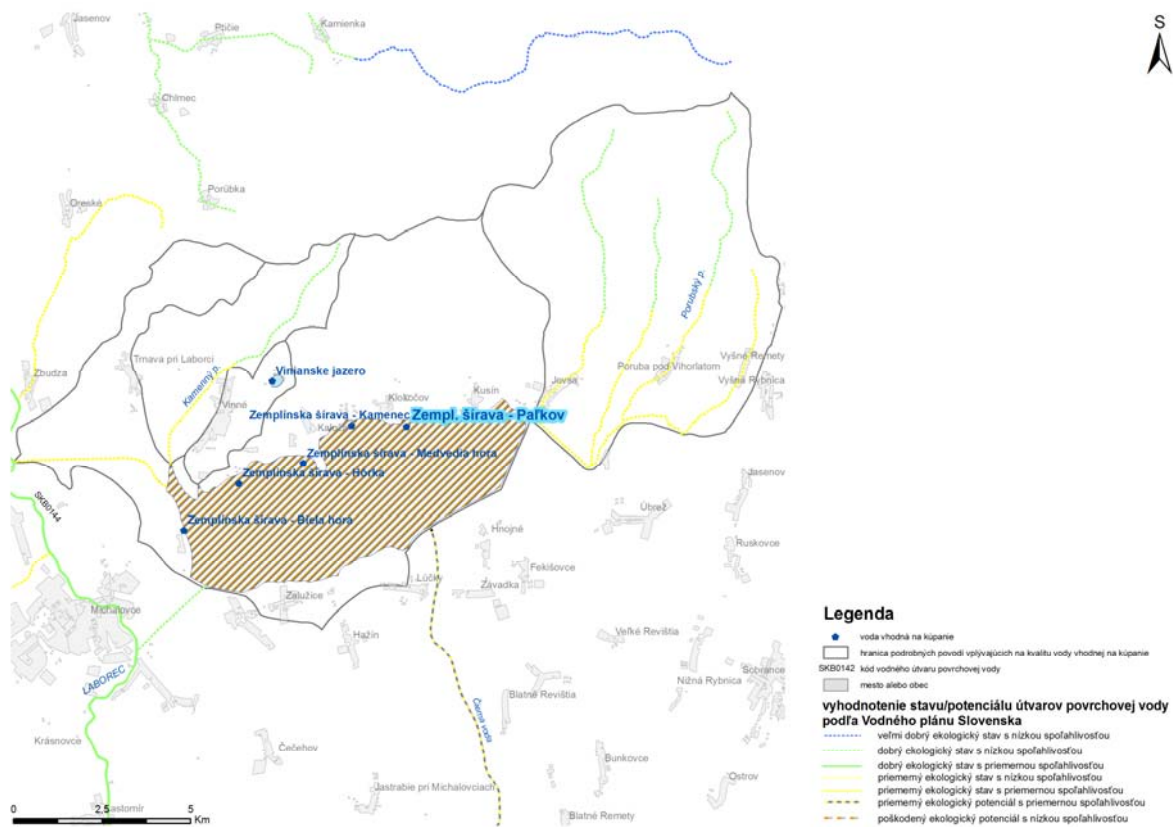 Jasenov
Ptičie
Kamienka
S
Chlmec
Porúbka
Oreské
Porubský p.
Zbudza
Trnava pri Laborci
Kamenný p.
Vinianske jazero
Vinné
Klokočov
Kusín
Jovsa
Poruba pod Vihorlatom
Vyšné Remety
Vyšná Rybnica
Zemplínska šírava - Kamenec
Zempl. šírava - Paľkov
Zemplínska šírava - Medvedia hora
Zemplínska šírava - Hôrka
Zemplínska šírava - Biela hora
SKB0144
Jasenov
Úbrež
Hnojné
Ruskovce
Fekišovce
Lúčky
Závadka
Zalužice
Michalovce
Hažín
Veľké Revištia
Sobrance
Nižná Rybnica
LABOREC
Blatné Revištia
Čierna voda
Krásnovce
Čečehov
Bunkovce
Ostrov
Jastrabie pri Michalovciach
Blatné Remety
0 2,5 5
Km
Legenda
voda vhodná na kúpanie
hranica podrobných povodí vplývajúcich na kvalitu vody vhodnej na kúpanie
SKB0142 kód vodného útvaru povrchovej vody
mesto alebo obec
vyhodnotenie stavu/potenciálu útvarov povrchovej vody
podľa Vodného plánu Slovenska
veľmi dobrý ekologický stav s nízkou spoľahlivosťou
dobrý ekologický stav s nízkou spoľahlivosťou
dobrý ekologický stav s priemernou spoľahlivosťou
priemerný ekologický stav s nízkou spoľahlivosťou
priemerný ekologický stav s priemernou spoľahlivosťou
priemerný ekologický potenciál s priemernou spoľahlivosťou
poškodený ekologický potenciál s nízkou spoľahlivosťou